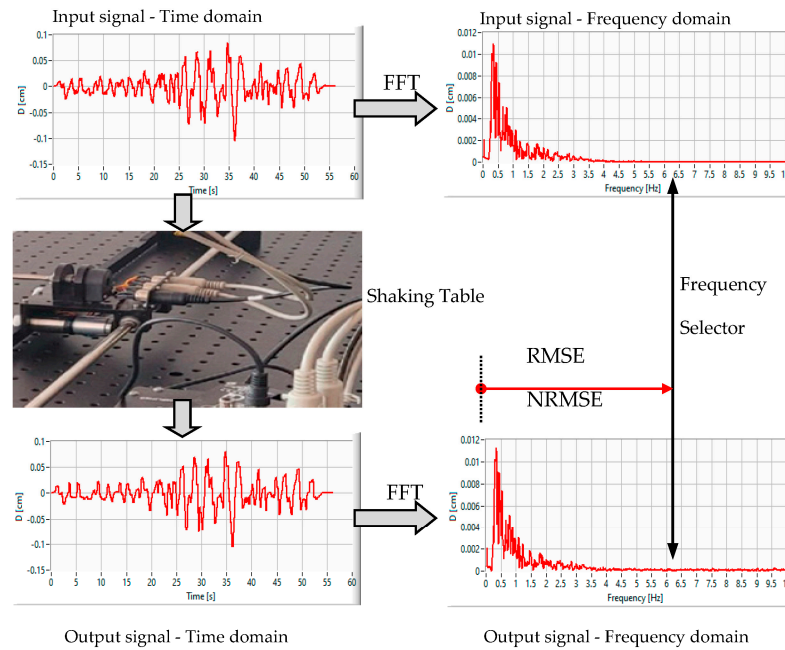 Input signal - Time domain
Input signal - Frequency domain
0.1
0.05
0
-0.05
-0.1
-0.15
D [cm]
0 5 10 15 20 25 30 35 40 45 50 55 60
Time [s]
FFT
0.012
0.01
0.008
0.006
0.004
0.002
0
D [cm]
0 0.5 1 1.5 2 2.5 3 3.5 4 4.5 5 5.5 6 6.5 7 7.5 8 8.5 9 9.5 1
Frequency [Hz]
Shaking Table
Frequency
Selector
RMSE
NRMSE
0.1
0.05
0
-0.05
-0.1
-0.15
D [cm]
0 5 10 15 20 25 30 35 40 45 50 55 60
Time [s]
FFT
0.012
0.01
0.008
0.006
0.004
0.002
0
D [cm]
0 0.5 1 1.5 2 2.5 3 3.5 4 4.5 5 5.5 6 6.5 7 7.5 8 8.5 9 9.5 1
Frequency [Hz]
Output signal - Time domain
Output signal - Frequency domain